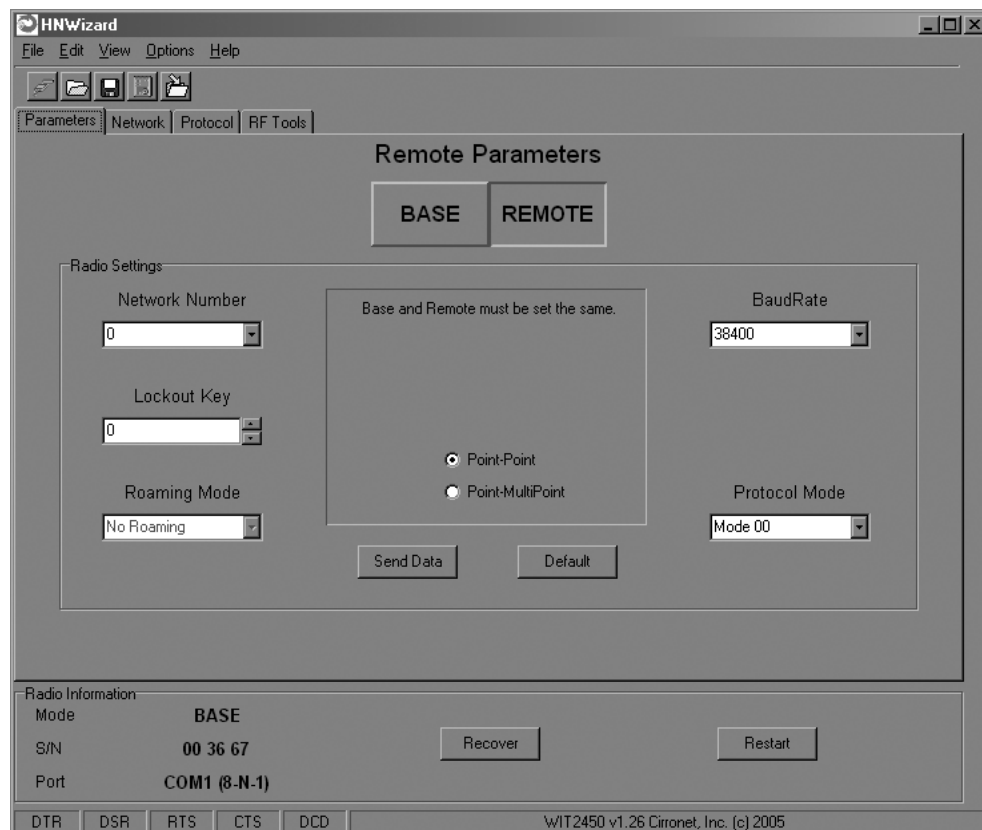 HNWizard
File Edit View Options Help
Parameters Network Protocol RF Tools
Remote Parameters
BASE REMOTE
Radio Settings
Network Number
0
Base and Remote must be set the same.
BaudRate
38400
Lockout Key
0
Point-Point
Point-MultiPoint
Roaming Mode
No Roaming
Protocol Mode
Mode 00
Send Data Default
Radio Information
Mode BASE
S/N 00 36 67
Port COM1 (8-N-1)
Recover Restart
DTR DSR RTS CTS DCD WIT2450 v1.26 Cirronet, Inc. (c) 2005